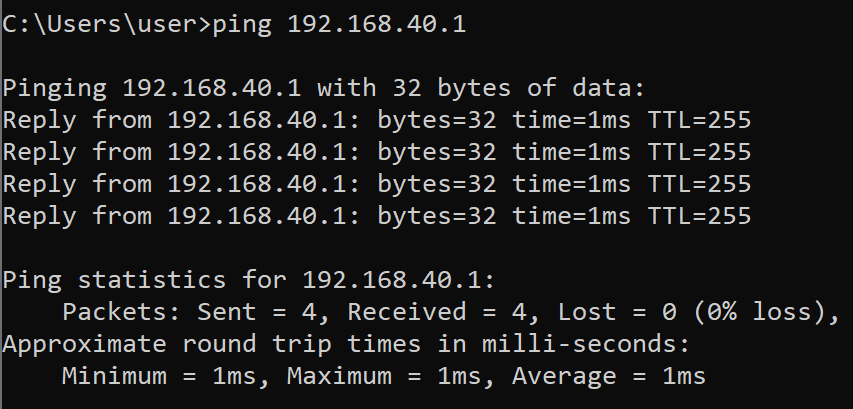 C:\Users\user>ping 192.168.40.1
Pinging 192.168.40.1 with 32 bytes of data:
Reply from 192.168.40.1: bytes=32 time=1ms TTL=255
Reply from 192.168.40.1: bytes=32 time=1ms TTL=255
Reply from 192.168.40.1: bytes=32 time=1ms TTL=255
Reply from 192.168.40.1: bytes=32 time=1ms TTL=255
Ping statistics for 192.168.40.1:
Packets: Sent = 4, Received = 4, Lost = 0 (0% loss),
Approximate round trip times in milli-seconds:
Minimum = 1ms, Maximum = 1ms, Average = 1ms